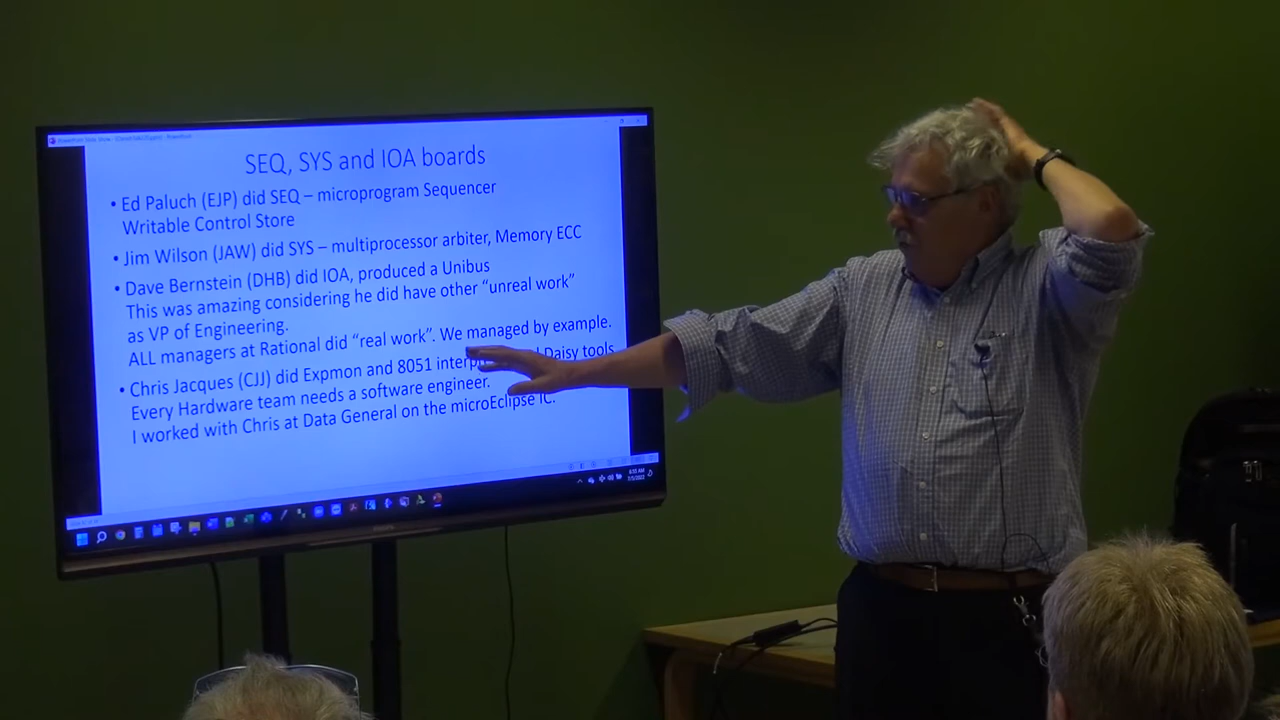 PowerPoint Slide Show
SEQ, SYS and IOA boards
• Ed Paluch (EJP) did SEQ – microprogram Sequencer
Writable Control Store
• Jim Wilson (JAW) did SYS – multiprocessor arbiter, Memory ECC
• Dave Bernstein (DHB) did IOA, produced a Unibus
This was amazing considering he did have other "unreal work"
as VP of Engineering.
ALL managers at Rational did "real work". We managed by example.
• Chris Jacques (CJJ) did Expmon and 8051 interp Daisy tools
Every Hardware team needs a software engineer.
I worked with Chris at Data General on the microEclipse IC.